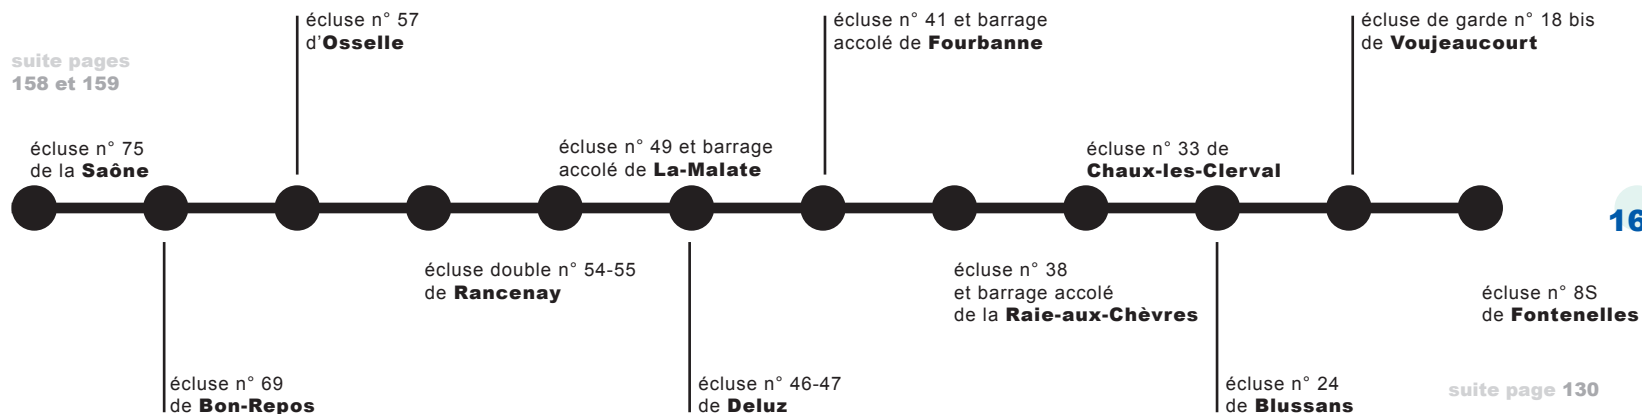 écluse n° 57
d'Osselle
écluse n° 41 et barrage
accolé de Fourbanne
écluse de garde n° 18 bis
de Voujeaucourt
suite pages
158 et 159
écluse n° 75
de la Saône
écluse n° 49 et barrage
accolé de La-Malate
écluse n° 33 de
Chaux-les-Clerval
16
écluse double n° 54-55
de Rancenay
écluse n° 38
et barrage accolé
de la Raie-aux-Chèvres
écluse n° 8S
de Fontenelles
écluse n° 69
de Bon-Repos
écluse n° 46-47
de Deluz
écluse n° 24
de Blussans
suite page 130